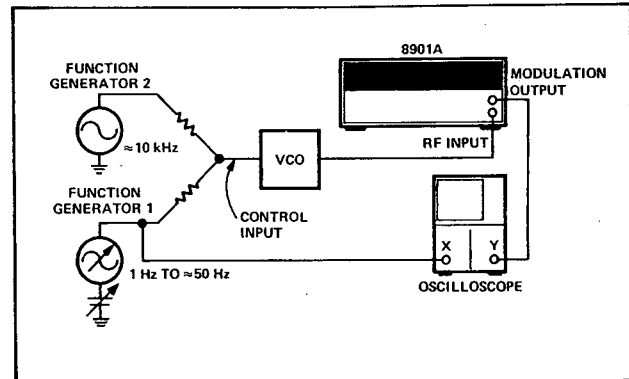 8901A
FUNCTION
GENERATOR 2
MODULATION
OUTPUT
≈10 kHz
VCO
RF INPUT
FUNCTION
GENERATOR 1
CONTROL
INPUT
X Y
1 Hz TO ≈50 Hz
OSCILLOSCOPE